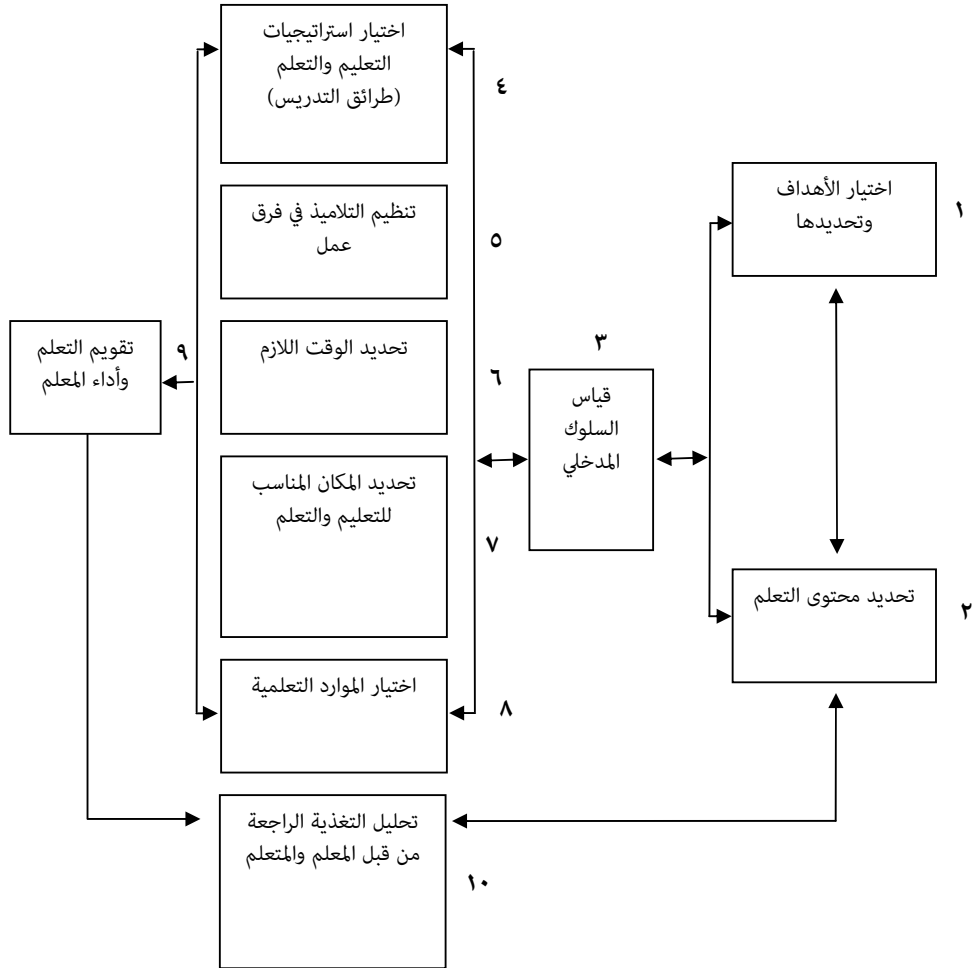 ١
اختيار الأهداف
وتحديدها
٢
تحديد محتوى التعلم
٣
قياس
السلوك
المدخلي
٤
اختيار استراتيجيات
التعليم والتعلم
(طرائق التدريس)
٥
تنظيم التلاميذ في فرق
عمل
٦
تحديد الوقت اللازم
٧
تحديد المكان المناسب
للتعليم والتعلم
٨
اختيار الموارد التعلمية
٩
تقويم التعلم
وأداء المعلم
١٠
تحليل التغذية الراجعة
من قبل المعلم والمتعلم